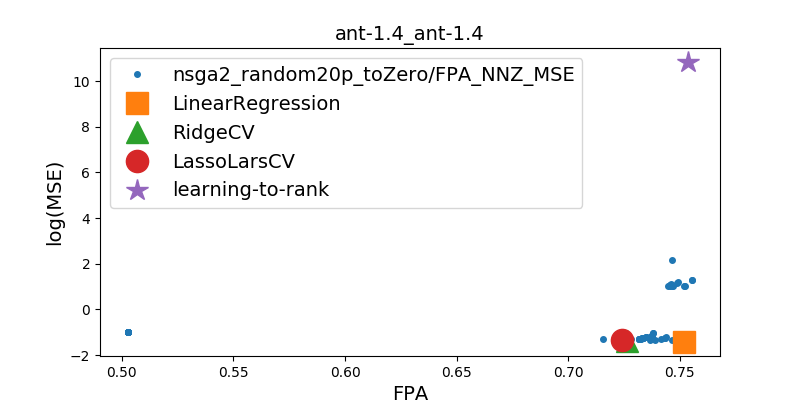 ant-1.4_ant-1.4
nsga2_random20p_toZero/FPA_NNZ_MSE
LinearRegression
RidgeCV
LassoLarsCV
learning-to-rank
log(MSE)
10
8
6
4
2
0
−2
0.50 0.55 0.60 0.65 0.70 0.75
FPA